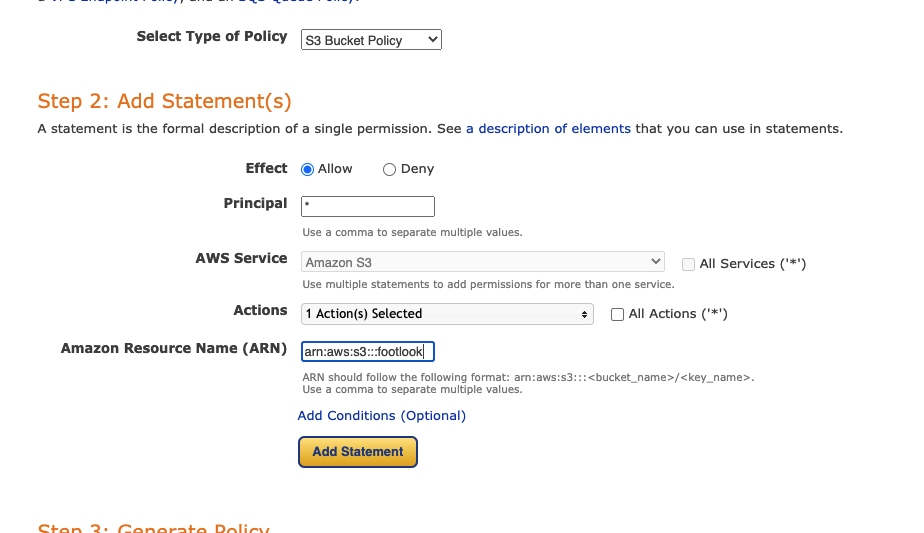 Select Type of Policy S3 Bucket Policy
Step 2: Add Statement(s)
A statement is the formal description of a single permission. See a description of elements that you can use in statements.
Effect Allow Deny
Principal *
Use a comma to separate multiple values.
AWS Service Amazon S3 All Services ('*')
Use multiple statements to add permissions for more than one service.
Actions 1 Action(s) Selected All Actions ('*')
Amazon Resource Name (ARN) arn:aws:s3:::footlook
ARN should follow the following format: arn:aws:s3:::<bucket_name>/<key_name>.
Use a comma to separate multiple values.
Add Conditions (Optional)
Add Statement
Step 3: Generate Policy